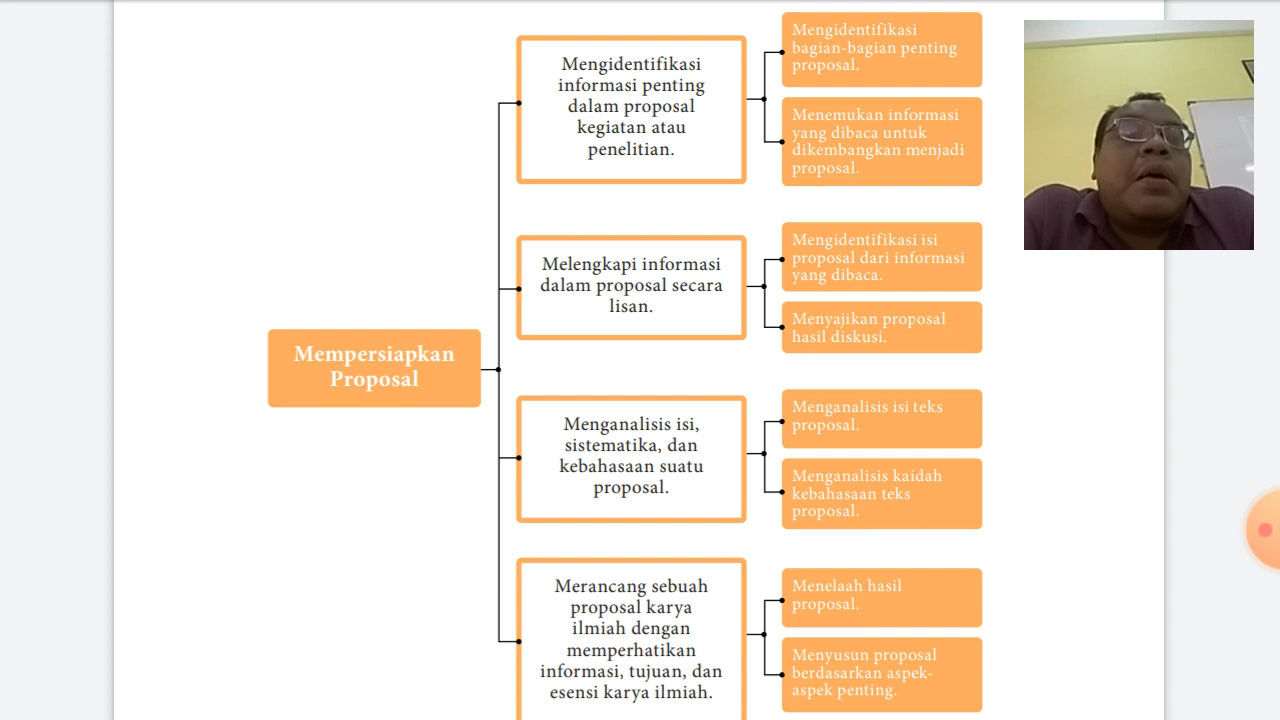 Mempersiapkan
Proposal
Mengidentifikasi
informasi penting
dalam proposal
kegiatan atau
penelitian.
Mengidentifikasi
bagian-bagian penting
proposal.
Menemukan informasi
yang dibaca untuk
dikembangkan menjadi
proposal.
Melengkapi informasi
dalam proposal secara
lisan.
Mengidentifikasi isi
proposal dari informasi
yang dibaca.
Menyajikan proposal
hasil diskusi.
Menganalisis isi,
sistematika, dan
kebahasaan suatu
proposal.
Menganalisis isi teks
proposal.
Menganalisis kaidah
kebahasaan teks
proposal.
Merancang sebuah
proposal karya
ilmiah dengan
memperhatikan
informasi, tujuan, dan
esensi karya ilmiah.
Menelaah hasil
proposal.
Menyusun proposal
berdasarkan aspek-
aspek penting.